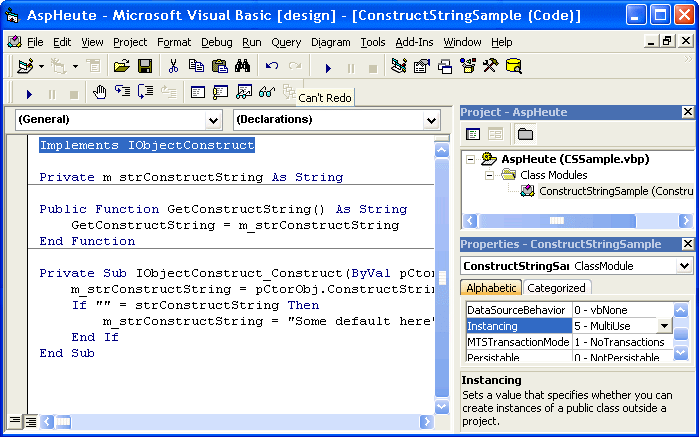 AspHeute - Microsoft Visual Basic [design] - [ConstructStringSample (Code)]
File Edit View Project Format Debug Run Query Diagram Tools Add-Ins Window Help
Can't Redo
(General) (Declarations)
Implements IObjectConstruct
Private m_strConstructString As String
Public Function GetConstructString() As String
GetConstructString = m_strConstructString
End Function
Private Sub IObjectConstruct_Construct(ByVal pCtor
m_strConstructString = pCtorObj.ConstructStrin
If "" = strConstructString Then
m_strConstructString = "Some default here"
End If
End Sub
Project - AspHeute
AspHeute (CSSample.vbp)
Class Modules
ConstructStringSample (Constru
Properties - ConstructStringSample
ConstructStringSai ClassModule
Alphabetic Categorized
DataSourceBehavior 0 - vbNone
Instancing 5 - MultiUse
MTSTransactionMode 1 - NoTransactions
Persistable 0 - NotPersistable
Instancing
Sets a value that specifies whether you can
create instances of a public class outside a
project.